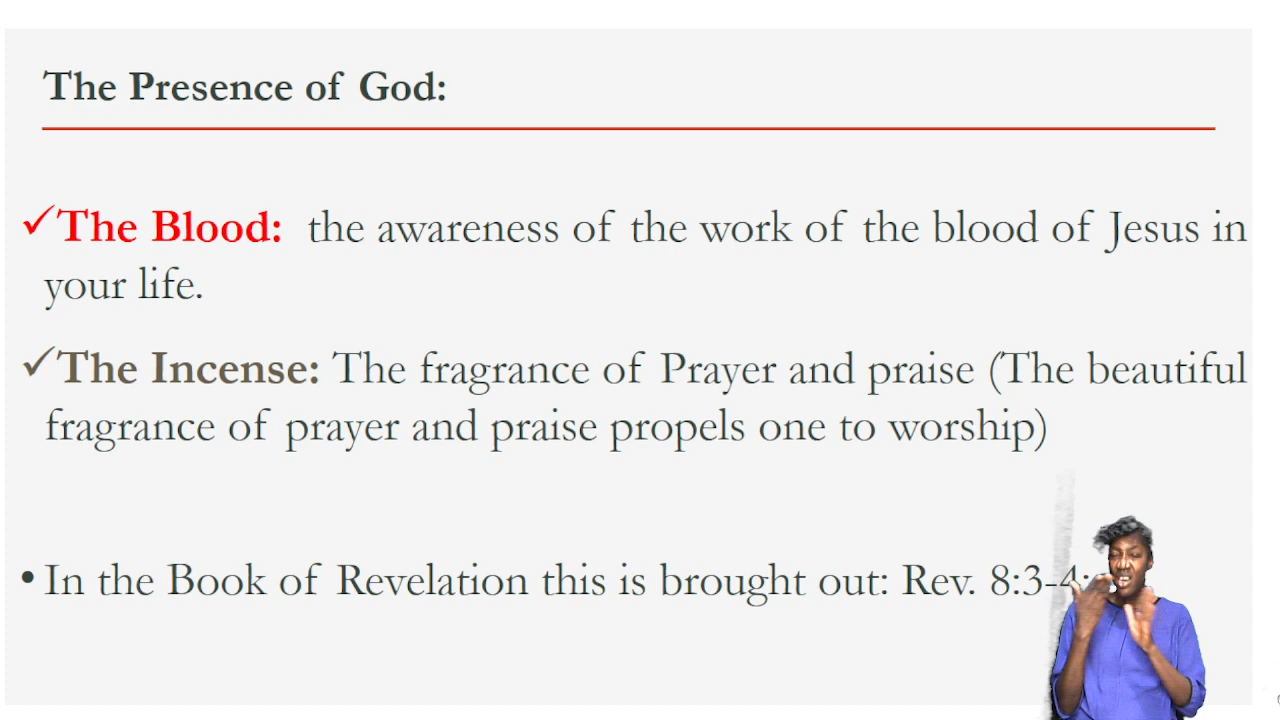 The Presence of God:
✓The Blood: the awareness of the work of the blood of Jesus in
your life.
✓The Incense: The fragrance of Prayer and praise (The beautiful
fragrance of prayer and praise propels one to worship)
• In the Book of Revelation this is brought out: Rev. 8:3-4;